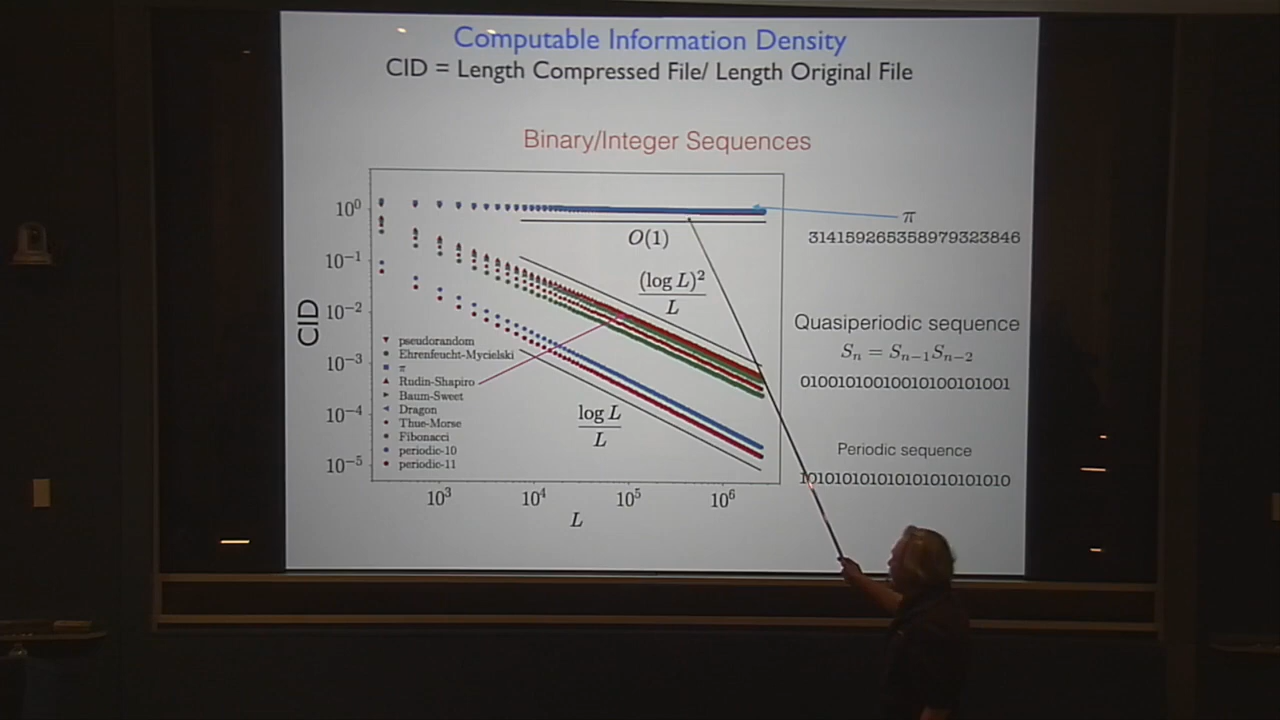 Computable Information Density
CID = Length Compressed File/ Length Original File
Binary/Integer Sequences
CID
10⁰
10⁻¹
10⁻²
10⁻³
10⁻⁴
10⁻⁵
O(1)
(log L)²
L
log L
L
pseudorandom
Ehrenfeucht-Mycielski
π
Rudin-Shapiro
Baum-Sweet
Dragon
Thue-Morse
Fibonacci
periodic-10
periodic-11
10³
10⁴
10⁵
10⁶
L
π
314159265358979323846
Quasiperiodic sequence
Sₙ = Sₙ₋₁Sₙ₋₂
010010100100101001001
Periodic sequence
1010101010101010101010